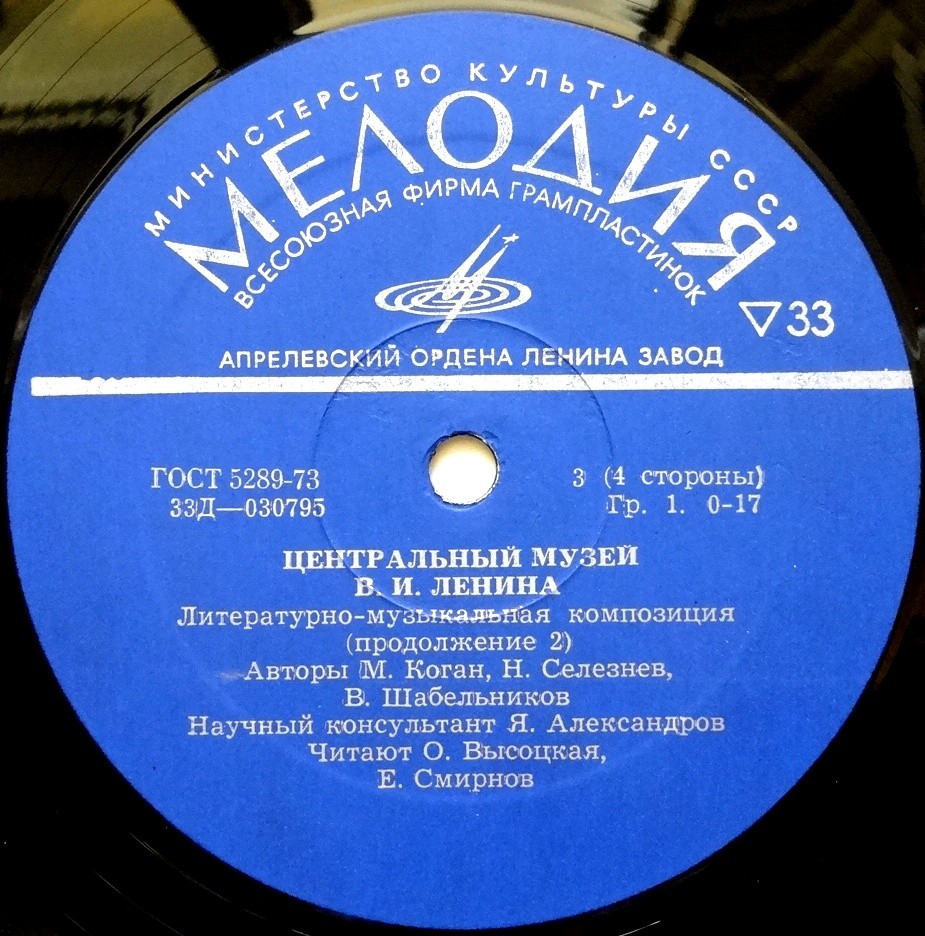 МИНИСТЕРСТВО КУЛЬТУРЫ СССР
МЕЛОДИЯ
ВСЕСОЮЗНАЯ ФИРМА ГРАМПЛАСТИНОК
▽33
АПРЕЛЕВСКИЙ ОРДЕНА ЛЕНИНА ЗАВОД
ГОСТ 5289-73 3 (4 стороны)
33Д—030795 Гр. 1. 0-17
ЦЕНТРАЛЬНЫЙ МУЗЕЙ
В. И. ЛЕНИНА
Литературно-музыкальная композиция
(продолжение 2)
Авторы М. Коган, Н. Селезнев,
В. Шабельников
Научный консультант Я. Александров
Читают О. Высоцкая,
Е. Смирнов